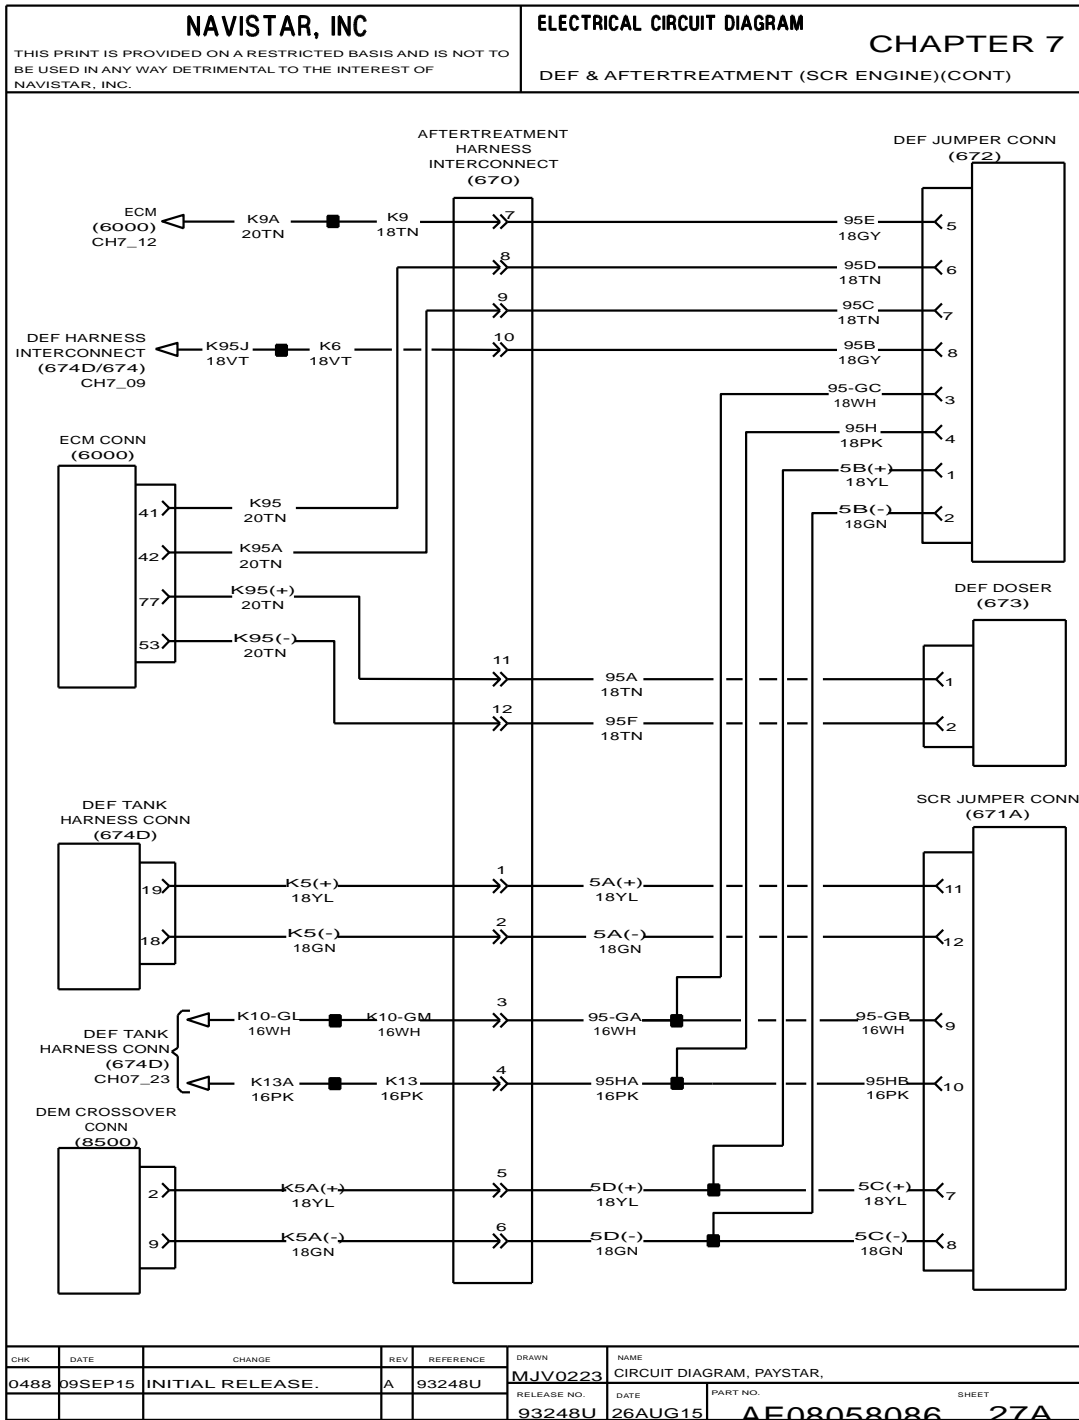 NAVISTAR, INC
THIS PRINT IS PROVIDED ON A RESTRICTED BASIS AND IS NOT TO
BE USED IN ANY WAY DETRIMENTAL TO THE INTEREST OF
NAVISTAR, INC.
ELECTRICAL CIRCUIT DIAGRAM
CHAPTER 7
DEF & AFTERTREATMENT (SCR ENGINE)(CONT)
AFTERTREATMENT
HARNESS
INTERCONNECT
(670)
DEF JUMPER CONN
(672)
ECM
(6000)
CH7_12
K9A
20TN
K9
18TN
7
95E
18GY
5
8
95D
18TN
6
9
95C
18TN
7
DEF HARNESS
INTERCONNECT
(674D/674)
CH7_09
K95J
18VT
K6
18VT
10
95B
18GY
8
95-GC
18WH
3
95H
18PK
4
5B(+)
18YL
1
5B(-)
18GN
2
ECM CONN
(6000)
41
K95
20TN
42
K95A
20TN
77
K95(+)
20TN
53
K95(-)
20TN
DEF DOSER
(673)
11
95A
18TN
1
12
95F
18TN
2
DEF TANK
HARNESS CONN
(674D)
SCR JUMPER CONN
(671A)
19
K5(+)
18YL
1
5A(+)
18YL
11
18
K5(-)
18GN
2
5A(-)
18GN
12
DEF TANK
HARNESS CONN
(674D)
CH07_23
K10-GL
16WH
K10-GM
16WH
3
95-GA
16WH
95-GB
16WH
9
K13A
16PK
K13
16PK
4
95HA
16PK
95HB
16PK
10
DEM CROSSOVER
CONN
(8500)
2
K5A(+)
18YL
5
5D(+)
18YL
5C(+)
18YL
7
9
K5A(-)
18GN
6
5D(-)
18GN
5C(-)
18GN
8
CHK DATE CHANGE REV REFERENCE
0488 09SEP15 INITIAL RELEASE. A 93248U
DRAWN
MJV0223
NAME
CIRCUIT DIAGRAM, PAYSTAR,
RELEASE NO.
93248U
DATE
26AUG15
PART NO.
AE08058086
SHEET
27A